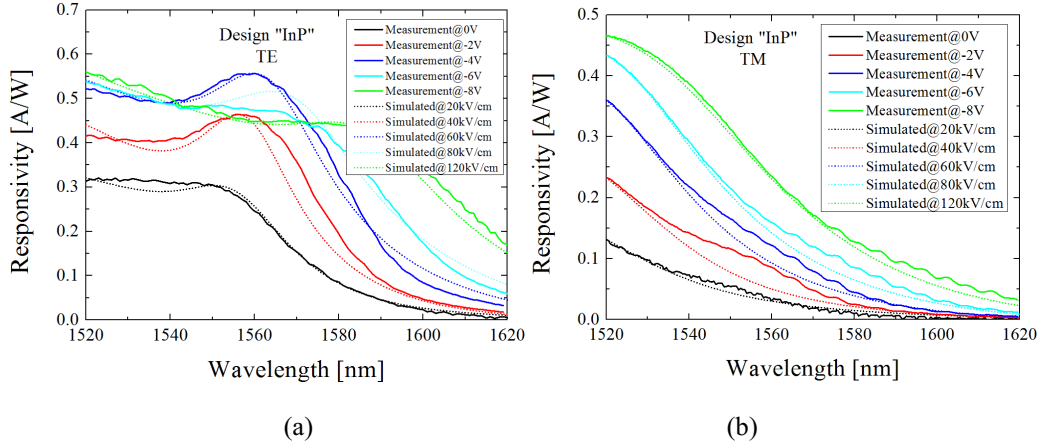 Responsivity [A/W]
0.7
0.6
0.5
0.4
0.3
0.2
0.1
0.0
Design "InP"
TE
Measurement@0V
Measurement@-2V
Measurement@-4V
Measurement@-6V
Measurement@-8V
Simulated@20kV/cm
Simulated@40kV/cm
Simulated@60kV/cm
Simulated@80kV/cm
Simulated@120kV/cm
1520 1540 1560 1580 1600 1620
Wavelength [nm]
(a)
Responsivity [A/W]
0.5
0.4
0.3
0.2
0.1
0.0
Design "InP"
TM
Measurement@0V
Measurement@-2V
Measurement@-4V
Measurement@-6V
Measurement@-8V
Simulated@20kV/cm
Simulated@40kV/cm
Simulated@60kV/cm
Simulated@80kV/cm
Simulated@120kV/cm
1520 1540 1560 1580 1600 1620
Wavelength [nm]
(b)